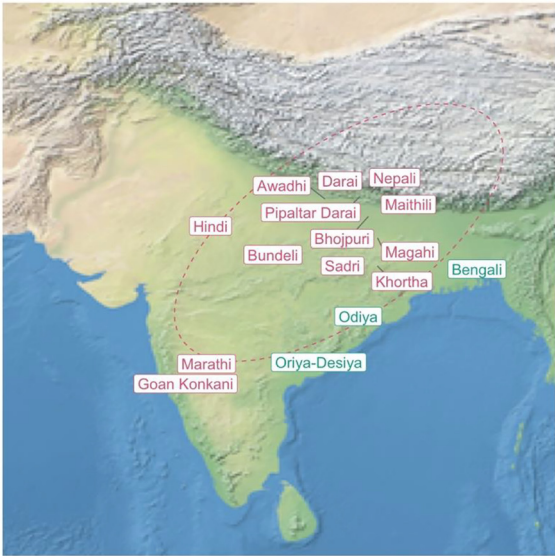 Darai
Nepali
Awadhi
Maithili
Pipaltar Darai
Hindi
Bhojpuri
Bundeli
Magahi
Sadri
Bengali
Khortha
Odiya
Marathi
Oriya-Desiya
Goan Konkani